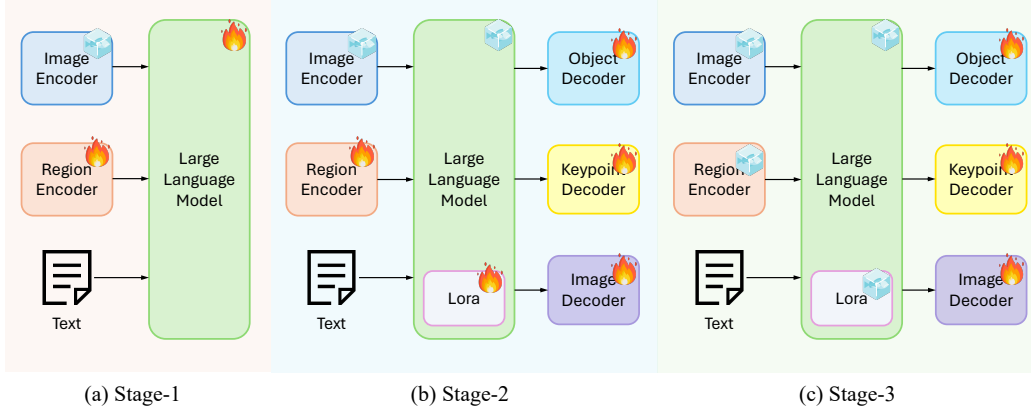 Image
Encoder
Region
Encoder
Text
Large
Language
Model
(a) Stage-1
Image
Encoder
Region
Encoder
Text
Large
Language
Model
Lora
Object
Decoder
Keypoint
Decoder
Image
Decoder
(b) Stage-2
Image
Encoder
Region
Encoder
Text
Large
Language
Model
Lora
Object
Decoder
Keypoint
Decoder
Image
Decoder
(c) Stage-3